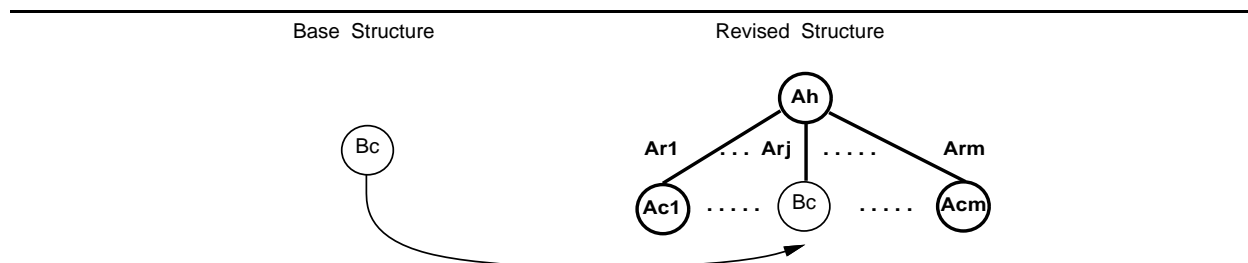 Base Structure Revised Structure
Ah
Bc
Ar1 . . . Arj . . . . . Arm
Ac1 . . . . . Bc . . . . . Acm